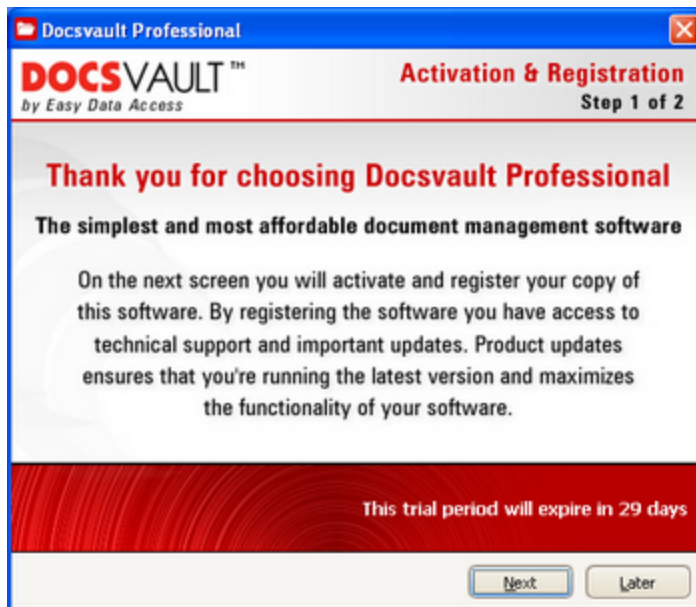 Docsvault Professional
DOCSVAULT™
by Easy Data Access
Activation & Registration
Step 1 of 2
Thank you for choosing Docsvault Professional
The simplest and most affordable document management software
On the next screen you will activate and register your copy of
this software. By registering the software you have access to
technical support and important updates. Product updates
ensures that you're running the latest version and maximizes
the functionality of your software.
This trial period will expire in 29 days
Next
Later